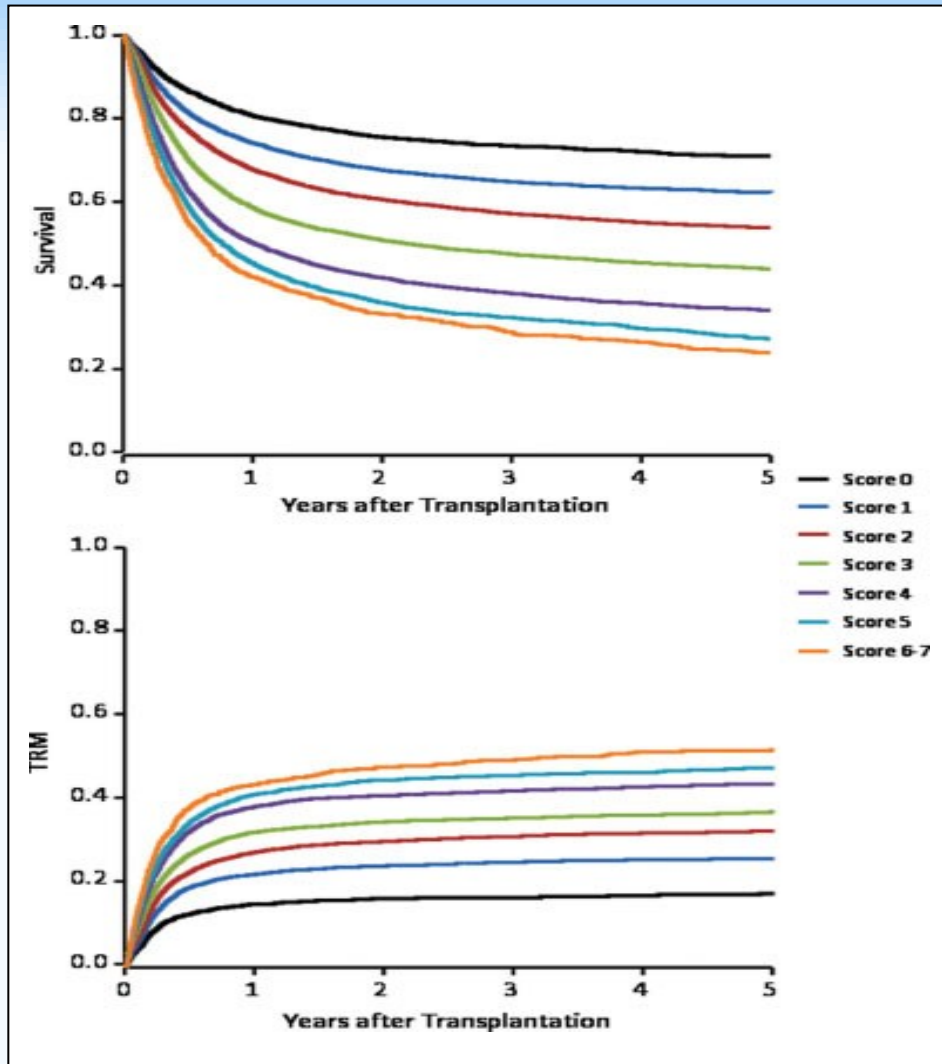 1.0
0.8
0.6
0.4
0.2
0.0
Survival
0 1 2 3 4 5
Years after Transplantation
Score 0
Score 1
Score 2
Score 3
Score 4
Score 5
Score 6-7
1.0
0.8
0.6
0.4
0.2
0.0
TRM
0 1 2 3 4 5
Years after Transplantation